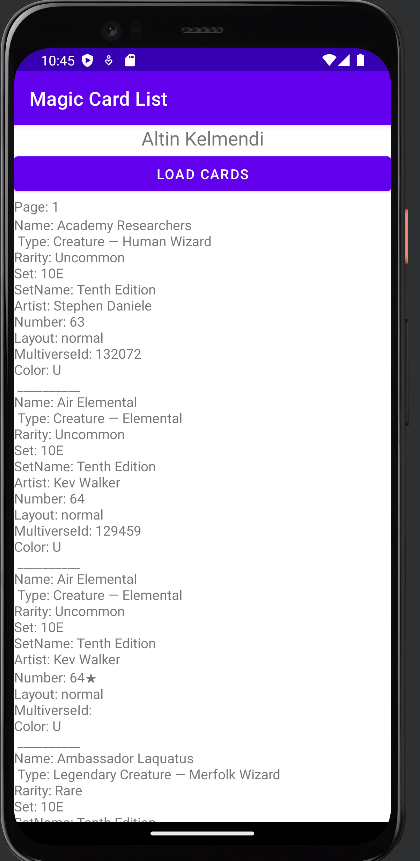 10:45
Magic Card List
Altin Kelmendi
LOAD CARDS
Page: 1
Name: Academy Researchers
Type: Creature — Human Wizard
Rarity: Uncommon
Set: 10E
SetName: Tenth Edition
Artist: Stephen Daniele
Number: 63
Layout: normal
MultiverseId: 132072
Color: U
__________
Name: Air Elemental
Type: Creature — Elemental
Rarity: Uncommon
Set: 10E
SetName: Tenth Edition
Artist: Kev Walker
Number: 64
Layout: normal
MultiverseId: 129459
Color: U
__________
Name: Air Elemental
Type: Creature — Elemental
Rarity: Uncommon
Set: 10E
SetName: Tenth Edition
Artist: Kev Walker
Number: 64★
Layout: normal
MultiverseId:
Color: U
__________
Name: Ambassador Laquatus
Type: Legendary Creature — Merfolk Wizard
Rarity: Rare
Set: 10E
SetName: Tenth Edition